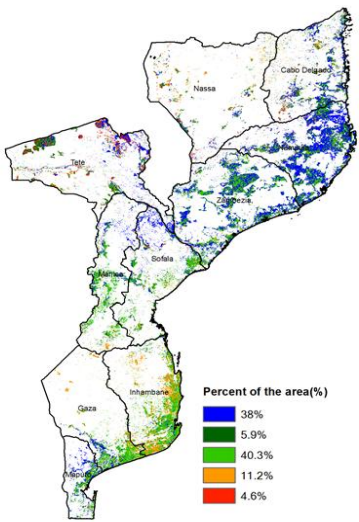 Nassa
Cabo Delgado
Tete
Zambezia
Sofala
Manica
Inhambane
Gaza
Maputo
Percent of the area(%)
38%
5.9%
40.3%
11.2%
4.6%